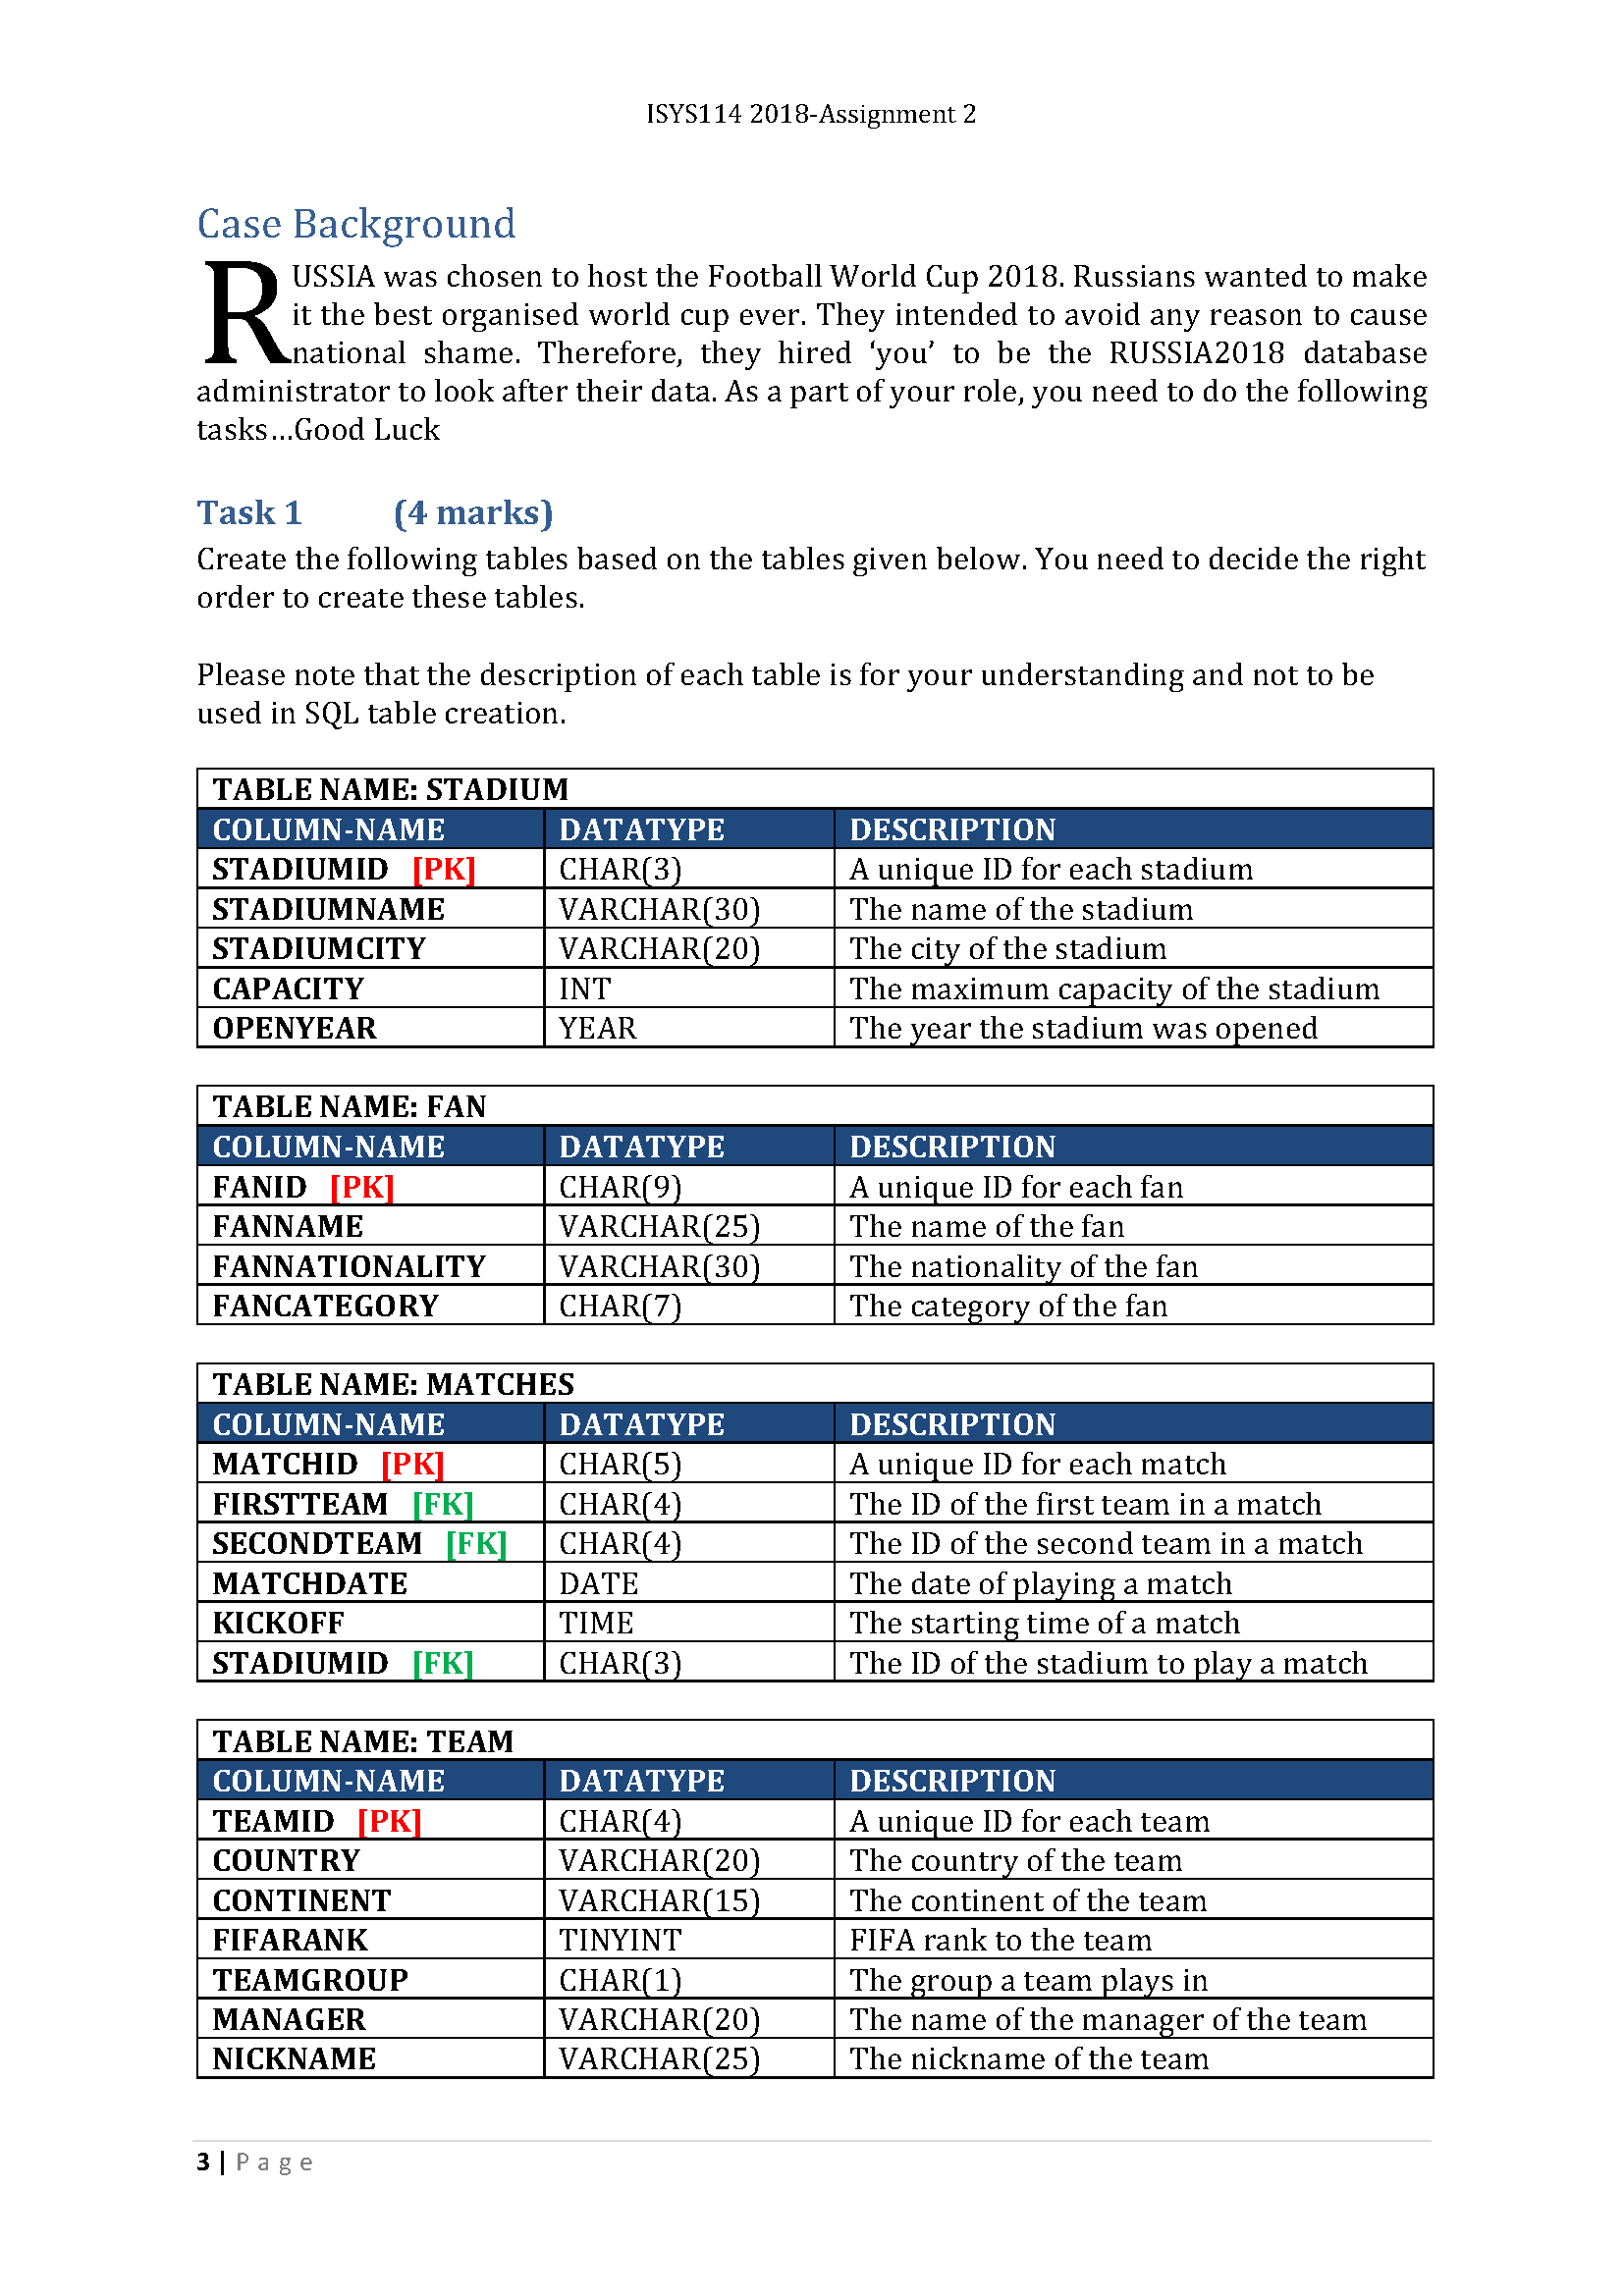 ISYS114 2018-Assignment 2
Case Background
RUSSIA was chosen to host the Football World Cup 2018. Russians wanted to make
it the best organised world cup ever. They intended to avoid any reason to cause
national shame. Therefore, they hired ‘you’ to be the RUSSIA2018 database
administrator to look after their data. As a part of your role, you need to do the following
tasks…Good Luck
Task 1 (4 marks)
Create the following tables based on the tables given below. You need to decide the right
order to create these tables.
Please note that the description of each table is for your understanding and not to be
used in SQL table creation.
TABLE NAME: STADIUM
COLUMN-NAME DATATYPE DESCRIPTION
STADIUMID [PK] CHAR(3) A unique ID for each stadium
STADIUMNAME VARCHAR(30) The name of the stadium
STADIUMCITY VARCHAR(20) The city of the stadium
CAPACITY INT The maximum capacity of the stadium
OPENYEAR YEAR The year the stadium was opened
TABLE NAME: FAN
COLUMN-NAME DATATYPE DESCRIPTION
FANID [PK] CHAR(9) A unique ID for each fan
FANNAME VARCHAR(25) The name of the fan
FANNATIONALITY VARCHAR(30) The nationality of the fan
FANCATEGORY CHAR(7) The category of the fan
TABLE NAME: MATCHES
COLUMN-NAME DATATYPE DESCRIPTION
MATCHID [PK] CHAR(5) A unique ID for each match
FIRSTTEAM [FK] CHAR(4) The ID of the first team in a match
SECONDTEAM [FK] CHAR(4) The ID of the second team in a match
MATCHDATE DATE The date of playing a match
KICKOFF TIME The starting time of a match
STADIUMID [FK] CHAR(3) The ID of the stadium to play a match
TABLE NAME: TEAM
COLUMN-NAME DATATYPE DESCRIPTION
TEAMID [PK] CHAR(4) A unique ID for each team
COUNTRY VARCHAR(20) The country of the team
CONTINENT VARCHAR(15) The continent of the team
FIFARANK TINYINT FIFA rank to the team
TEAMGROUP CHAR(1) The group a team plays in
MANAGER VARCHAR(20) The name of the manager of the team
NICKNAME VARCHAR(25) The nickname of the team
3 | Page